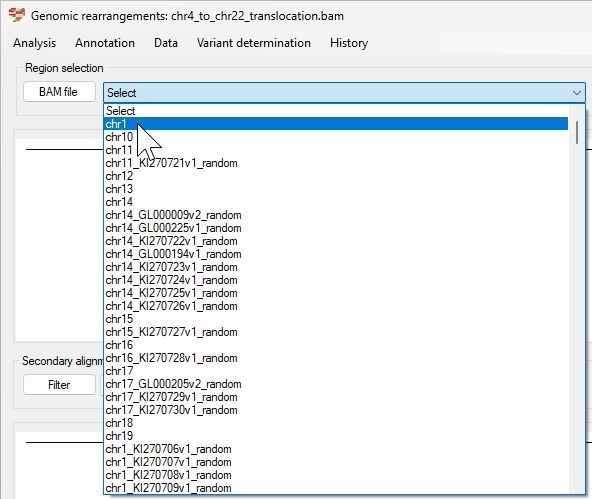 Genomic rearrangements: chr4_to_chr22_translocation.bam
Analysis Annotation Data Variant determination History
Region selection
BAM file Select
Select
chr1
chr10
chr11
chr11_KI270721v1_random
chr12
chr13
chr14
chr14_GL000009v2_random
chr14_GL000225v1_random
chr14_KI270722v1_random
chr14_GL000194v1_random
chr14_KI270723v1_random
chr14_KI270724v1_random
chr14_KI270725v1_random
chr14_KI270726v1_random
chr15
chr15_KI270727v1_random
chr16
chr16_KI270728v1_random
Secondary alignm
chr17
Filter
chr17_GL000205v2_random
chr17_KI270729v1_random
chr17_KI270730v1_random
chr18
chr19
chr1_KI270706v1_random
chr1_KI270707v1_random
chr1_KI270708v1_random
chr1_KI270709v1_random